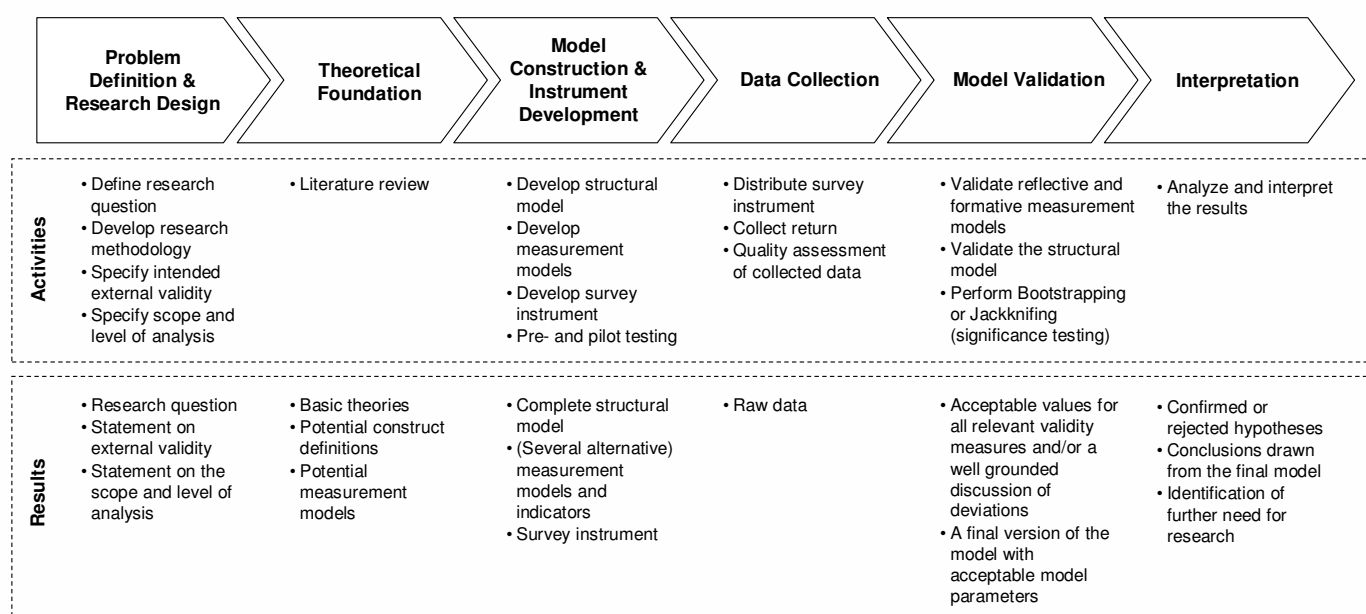 Problem
Definition &
Research Design
Theoretical
Foundation
Model
Construction &
Instrument
Development
Data Collection
Model Validation
Interpretation
Activities
• Define research
question
• Develop research
methodology
• Specify intended
external validity
• Specify scope and
level of analysis
• Literature review
• Develop structural
model
• Develop
measurement
models
• Develop survey
instrument
• Pre- and pilot testing
• Distribute survey
instrument
• Collect return
• Quality assessment
of collected data
• Validate reflective and
formative measurement
models
• Validate the structural
model
• Perform Bootstrapping
or Jackknifing
(significance testing)
• Analyze and interpret
the results
Results
• Research question
• Statement on
external validity
• Statement on the
scope and level of
analysis
• Basic theories
• Potential construct
definitions
• Potential
measurement
models
• Complete structural
model
• (Several alternative)
measurement
models and
indicators
• Survey instrument
• Raw data
• Acceptable values for
all relevant validity
measures and/or a
well grounded
discussion of
deviations
• A final version of the
model with
acceptable model
parameters
• Confirmed or
rejected hypotheses
• Conclusions drawn
from the final model
• Identification of
further need for
research